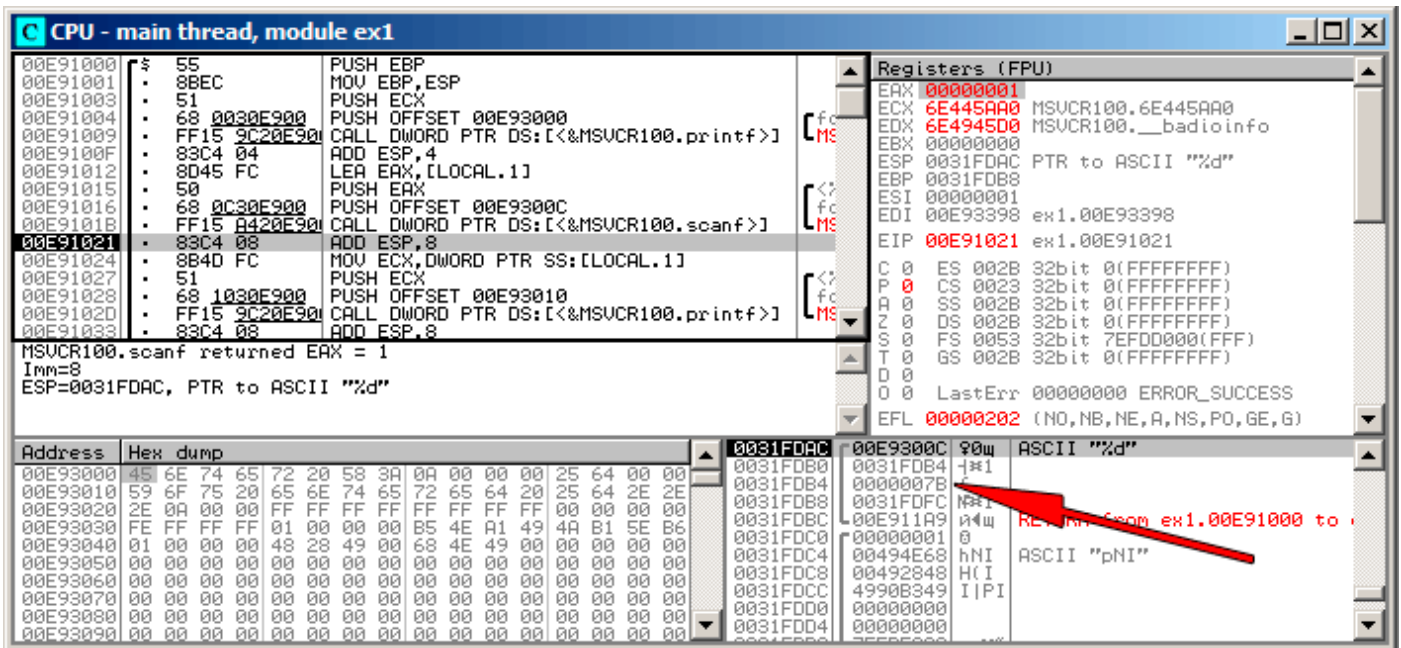 C CPU - main thread, module ex1
00E91000 $ 55 PUSH EBP
00E91001 . 8BEC MOV EBP,ESP
00E91003 . 51 PUSH ECX
00E91004 . 68 0030E900 PUSH OFFSET 00E93000
00E91009 . FF15 9C20E90 CALL DWORD PTR DS:[<&MSVCR100.printf>]
00E9100F . 83C4 04 ADD ESP,4
00E91012 . 8D45 FC LEA EAX,[LOCAL.1]
00E91015 . 50 PUSH EAX
00E91016 . 68 0C30E900 PUSH OFFSET 00E9300C
00E9101B . FF15 A420E90 CALL DWORD PTR DS:[<&MSVCR100.scanf>]
00E91021 . 83C4 08 ADD ESP,8
00E91024 . 8B4D FC MOV ECX,DWORD PTR SS:[LOCAL.1]
00E91027 . 51 PUSH ECX
00E91028 . 68 1030E900 PUSH OFFSET 00E93010
00E9102D . FF15 9C20E90 CALL DWORD PTR DS:[<&MSVCR100.printf>]
00E91033 . 83C4 08 ADD ESP,8
MSVCR100.scanf returned EAX = 1
Imm=8
ESP=0031FDAC, PTR to ASCII "%d"
Registers (FPU)
EAX 00000001
ECX 6E445AA0 MSVCR100.6E445AA0
EDX 6E4945D0 MSVCR100.__badioinfo
EBX 00000000
ESP 0031FDAC PTR to ASCII "%d"
EBP 0031FDB8
ESI 00000001
EDI 00E93398 ex1.00E93398
EIP 00E91021 ex1.00E91021
C 0 ES 002B 32bit 0(FFFFFFFF)
P 0 CS 0023 32bit 0(FFFFFFFF)
A 0 SS 002B 32bit 0(FFFFFFFF)
Z 0 DS 002B 32bit 0(FFFFFFFF)
S 0 FS 0053 32bit 7EFDD000(FFF)
T 0 GS 002B 32bit 0(FFFFFFFF)
D 0
O 0 LastErr 00000000 ERROR_SUCCESS
EFL 00000202 (NO,NB,NE,A,NS,PO,GE,G)
Address Hex dump
00E93000 45 6E 74 65 72 20 58 3A 0A 00 00 00 25 64 00 00
00E93010 59 6F 75 20 65 6E 74 65 72 65 64 20 25 64 2E 2E
00E93020 2E 0A 00 00 FF FF FF FF FF FF FF FF 00 00 00 00
00E93030 FE FF FF FF 01 00 00 00 B5 4E A1 49 4A B1 5E B6
00E93040 01 00 00 00 48 28 49 00 68 4E 49 00 00 00 00 00
00E93050 00 00 00 00 00 00 00 00 00 00 00 00 00 00 00 00
00E93060 00 00 00 00 00 00 00 00 00 00 00 00 00 00 00 00
00E93070 00 00 00 00 00 00 00 00 00 00 00 00 00 00 00 00
00E93080 00 00 00 00 00 00 00 00 00 00 00 00 00 00 00 00
00E93090 00 00 00 00 00 00 00 00 00 00 00 00 00 00 00 00
0031FDAC 00E9300C ♀0щ ASCII "%d"
0031FDB0 0031FDB4
0031FDB4 0000007B {
0031FDB8 0031FDFC
0031FDBC 00E911A9 RETURN from ex1.00E91000 to
0031FDC0 00000001
0031FDC4 00494E68 hNI ASCII "pNI"
0031FDC8 00492848 H(I
0031FDCC 4990B349 I|PI
0031FDD0 00000000
0031FDD4 00000000